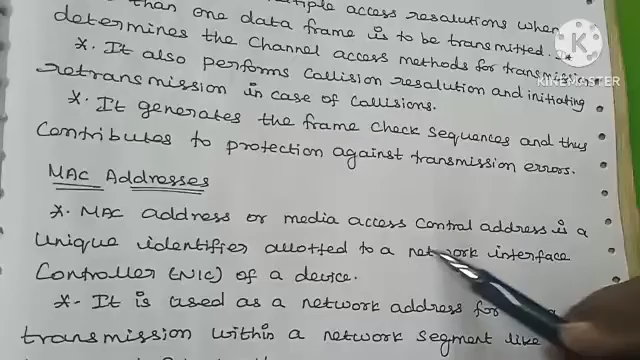 than one data frame is to be transmitted. It
determines the channel access methods for transmission
*. It also performs collision resolution and initiating
retransmission in case of collisions.
*. It generates the frame check sequences and thus
contributes to protection against transmission errors.
MAC Addresses
*. MAC address or media access control address is a
unique identifier allotted to a network interface
controller (NIC) of a device.
*. It is used as a network address for
transmission within a network segment like
KINEMASTER